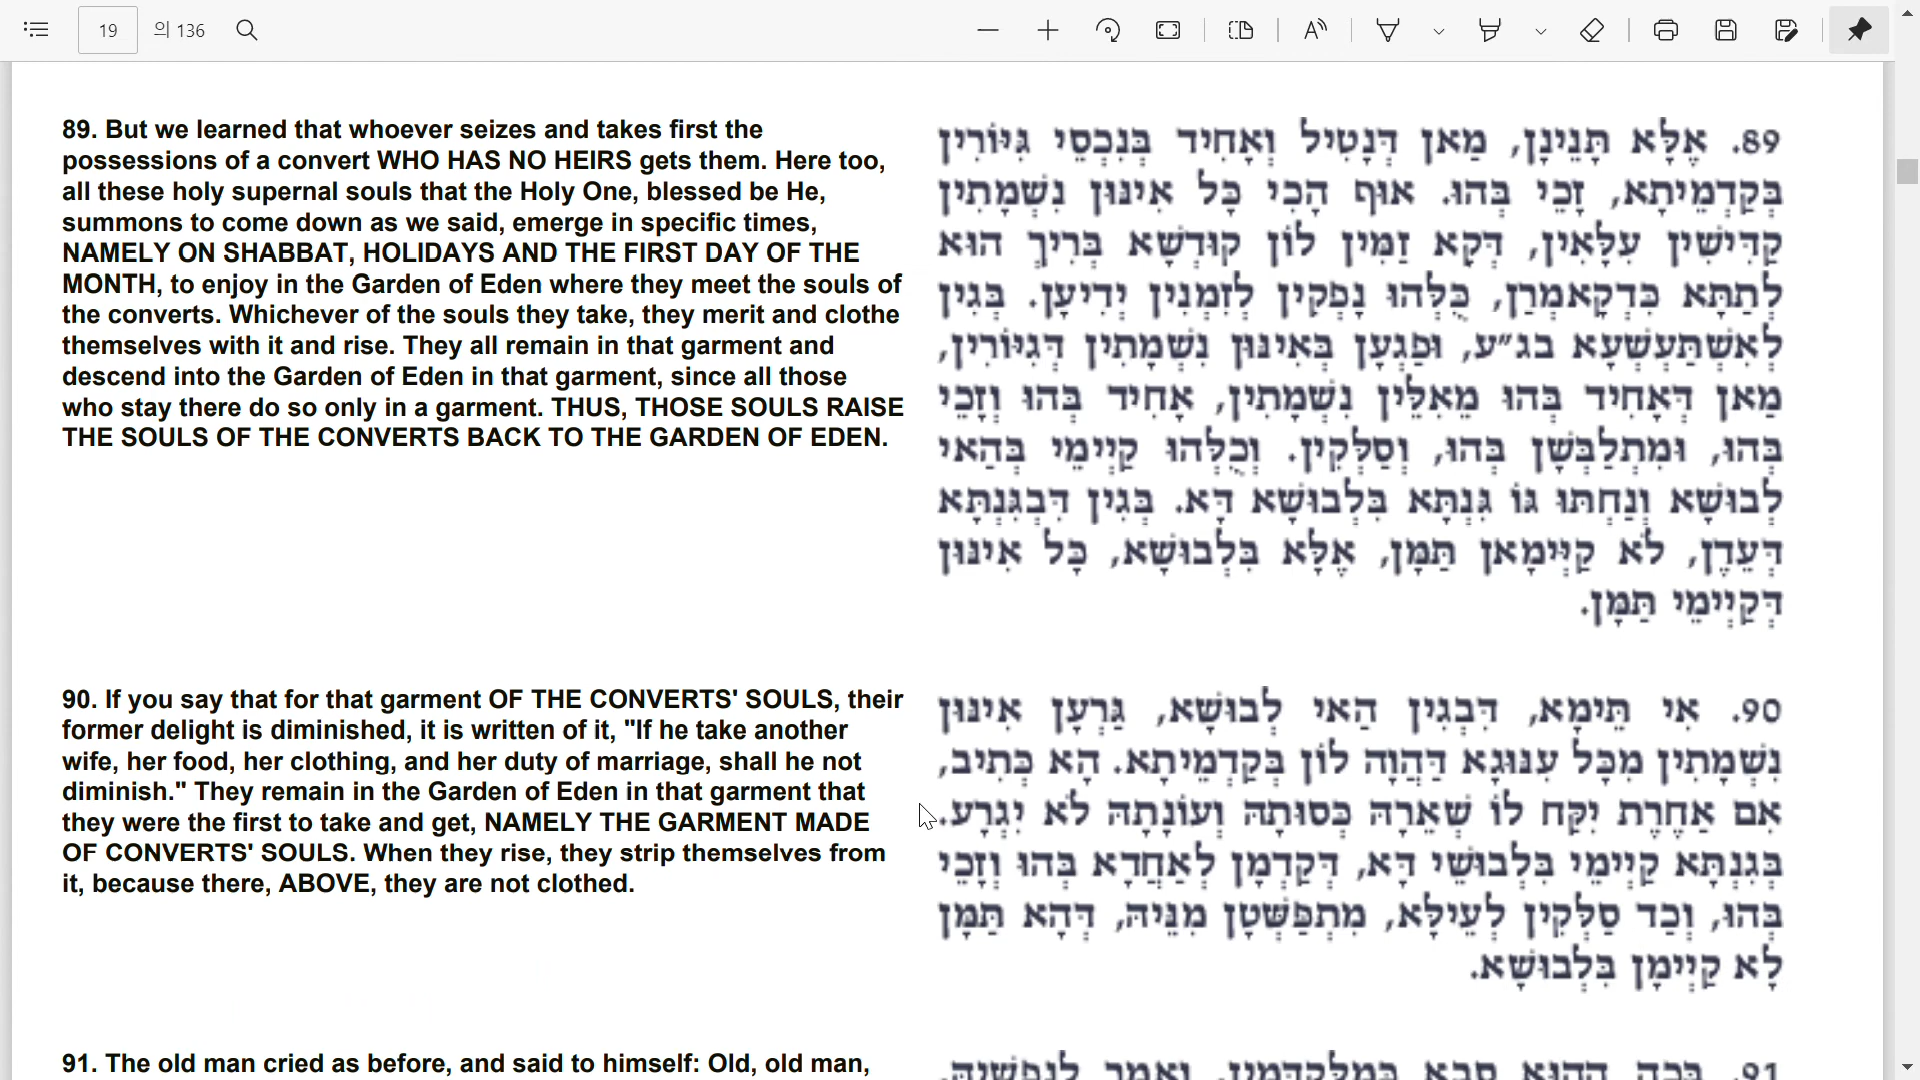 19 의 136
89. But we learned that whoever seizes and takes first the
possessions of a convert WHO HAS NO HEIRS gets them. Here too,
all these holy supernal souls that the Holy One, blessed be He,
summons to come down as we said, emerge in specific times,
NAMELY ON SHABBAT, HOLIDAYS AND THE FIRST DAY OF THE
MONTH, to enjoy in the Garden of Eden where they meet the souls of
the converts. Whichever of the souls they take, they merit and clothe
themselves with it and rise. They all remain in that garment and
descend into the Garden of Eden in that garment, since all those
who stay there do so only in a garment. THUS, THOSE SOULS RAISE
THE SOULS OF THE CONVERTS BACK TO THE GARDEN OF EDEN.
89. אֶלָּא תָּנֵינָן, מַאן דְּנָטִיל וְאָחִיד בְּנִכְסֵי גִּיּוֹרִין
בְּקַדְמֵיתָא, זָכֵי בְּהוּ. אוּף הָכִי כָּל אִינּוּן נִשְׁמָתִין
קַדִּישִׁין עִלָּאִין, דְּקָא זַמִּין לוֹן קוּדְשָׁא בְּרִיךְ הוּא
לְתַתָּא כִּדְקָאַמְרַן, כֻּלְּהוּ נָפְקִין לְזִמְנִין יְדִיעָן. בְּגִין
לְאִשְׁתַּעְשְׁעָא בג״ע, וּפַגְעָן בְּאִינּוּן נִשְׁמָתִין דְּגִיּוֹרִין,
מַאן דְּאָחִיד בְּהוּ מֵאִלֵּין נִשְׁמָתִין, אָחִיד בְּהוּ וְזָכֵי
בְּהוּ, וּמִתְלַבְּשָׁן בְּהוּ, וְסַלְּקִין. וְכֻלְּהוּ קַיְימֵי בְּהַאי
לְבוּשָׁא וְנַחְתּוּ גּוֹ גִּנְתָּא בִּלְבוּשָׁא דָּא. בְּגִין דִּבְגִנְתָּא
דְּעֵדֶן, לֹא קַיְּימָאן תַּמָּן, אֶלָּא בִּלְבוּשָׁא, כָּל אִינּוּן
דְּקַיְימֵי תַּמָּן.
90. If you say that for that garment OF THE CONVERTS' SOULS, their
former delight is diminished, it is written of it, "If he take another
wife, her food, her clothing, and her duty of marriage, shall he not
diminish." They remain in the Garden of Eden in that garment that
they were the first to take and get, NAMELY THE GARMENT MADE
OF CONVERTS' SOULS. When they rise, they strip themselves from
it, because there, ABOVE, they are not clothed.
90. אִי תֵּימָא, דִּבְגִין הַאי לְבוּשָׁא, גַּרְעָן אִינּוּן
נִשְׁמָתִין מִכָּל עִנּוּגָא דַּהֲוָה לוֹן בְּקַדְמֵיתָא. הָא כְּתִיב,
אִם אַחֶרֶת יִקַּח לוֹ שְׁאֵרָהּ כְּסוּתָהּ וְעוֹנָתָהּ לֹא יִגְרָע.
בְּגִנְתָּא קַיְימֵי בִּלְבוּשֵׁי דָּא, דְּקַדְמָן לְאַחֲדָא בְּהוּ וְזָכֵי
בְּהוּ, וְכַד סַלְּקִין לְעֵילָּא, מִתְפַּשְּׁטָן מִנֵּיהּ, דְּהָא תַּמָּן
לָא קַיְימָן בִּלְבוּשָׁא.
91. The old man cried as before, and said to himself: Old, old man,
91. בָּכָה הַהוּא סָבָא כְּמִלְּקַדְּמִין, וְאָמַר לְנַפְשֵׁיהּ,